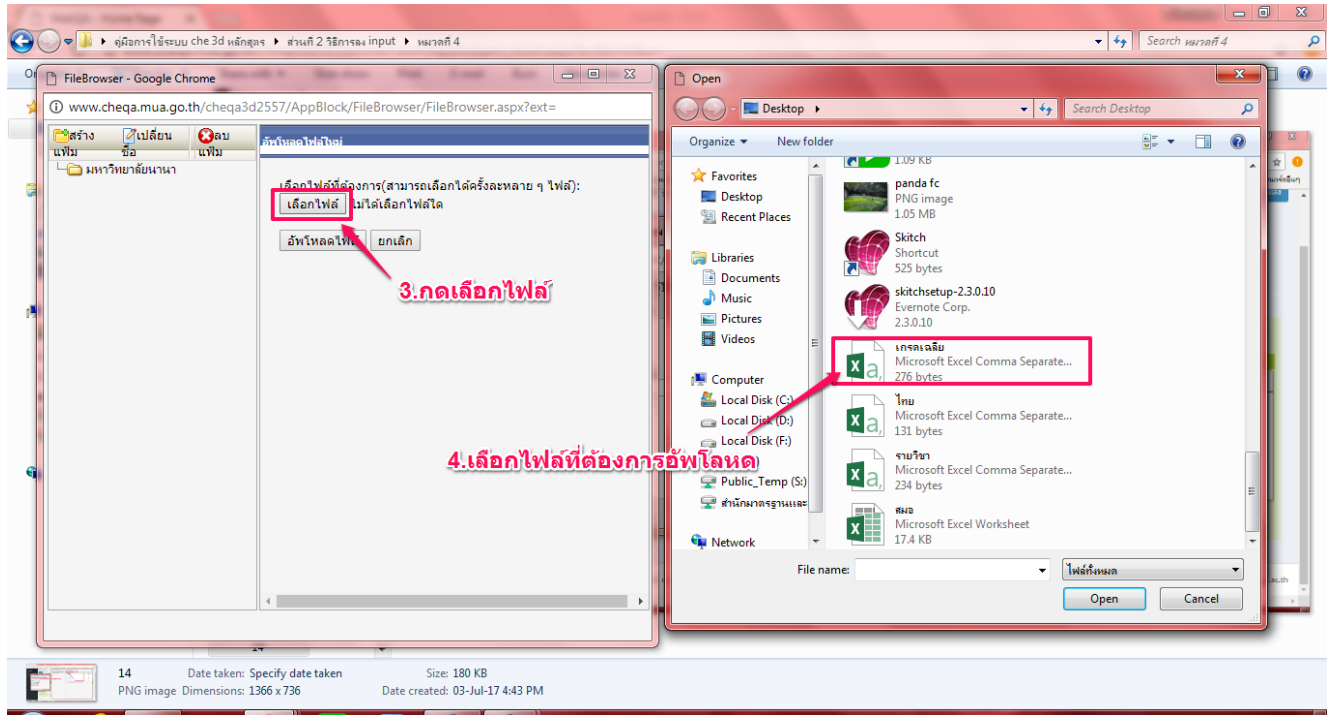 คู่มือการใช้ระบบ che 3d หลักสูตร ▸ ส่วนที่ 2 วิธีการลง input ▸ หมวดที่ 4
Search หมวดที่ 4
FileBrowser - Google Chrome
www.cheqa.mua.go.th/cheqa3d2557/AppBlock/FileBrowser/FileBrowser.aspx?ext=
สร้างแฟ้ม เปลี่ยนชื่อ ลบแฟ้ม
มหาวิทยาลัยนานา
อัพโหลดไฟล์ใหม่
เลือกไฟล์ที่ต้องการ(สามารถเลือกได้ครั้งละหลาย ๆ ไฟล์):
เลือกไฟล์ ไม่ได้เลือกไฟล์ใด
อัพโหลดไฟล์ ยกเลิก
3.กดเลือกไฟล์
Open
Desktop ▸
Search Desktop
Organize New folder
Favorites
Desktop
Recent Places
Libraries
Documents
Music
Pictures
Videos
Computer
Local Disk (C:)
Local Disk (D:)
Local Disk (F:)
Public_Temp (S:)
สำนักมาตรฐานและ
Network
1.09 KB
panda fc
PNG image
1.05 MB
Skitch
Shortcut
525 bytes
skitchsetup-2.3.0.10
Evernote Corp.
2.3.0.10
เกรดเฉลี่ย
Microsoft Excel Comma Separate...
276 bytes
ไทย
Microsoft Excel Comma Separate...
131 bytes
รายวิชา
Microsoft Excel Comma Separate...
234 bytes
สมอ
Microsoft Excel Worksheet
17.4 KB
4.เลือกไฟล์ที่ต้องการอัพโลหด
File name:
ไฟล์ทั้งหมด
Open Cancel
14 Date taken: Specify date taken Size: 180 KB
PNG image Dimensions: 1366 x 736 Date created: 03-Jul-17 4:43 PM